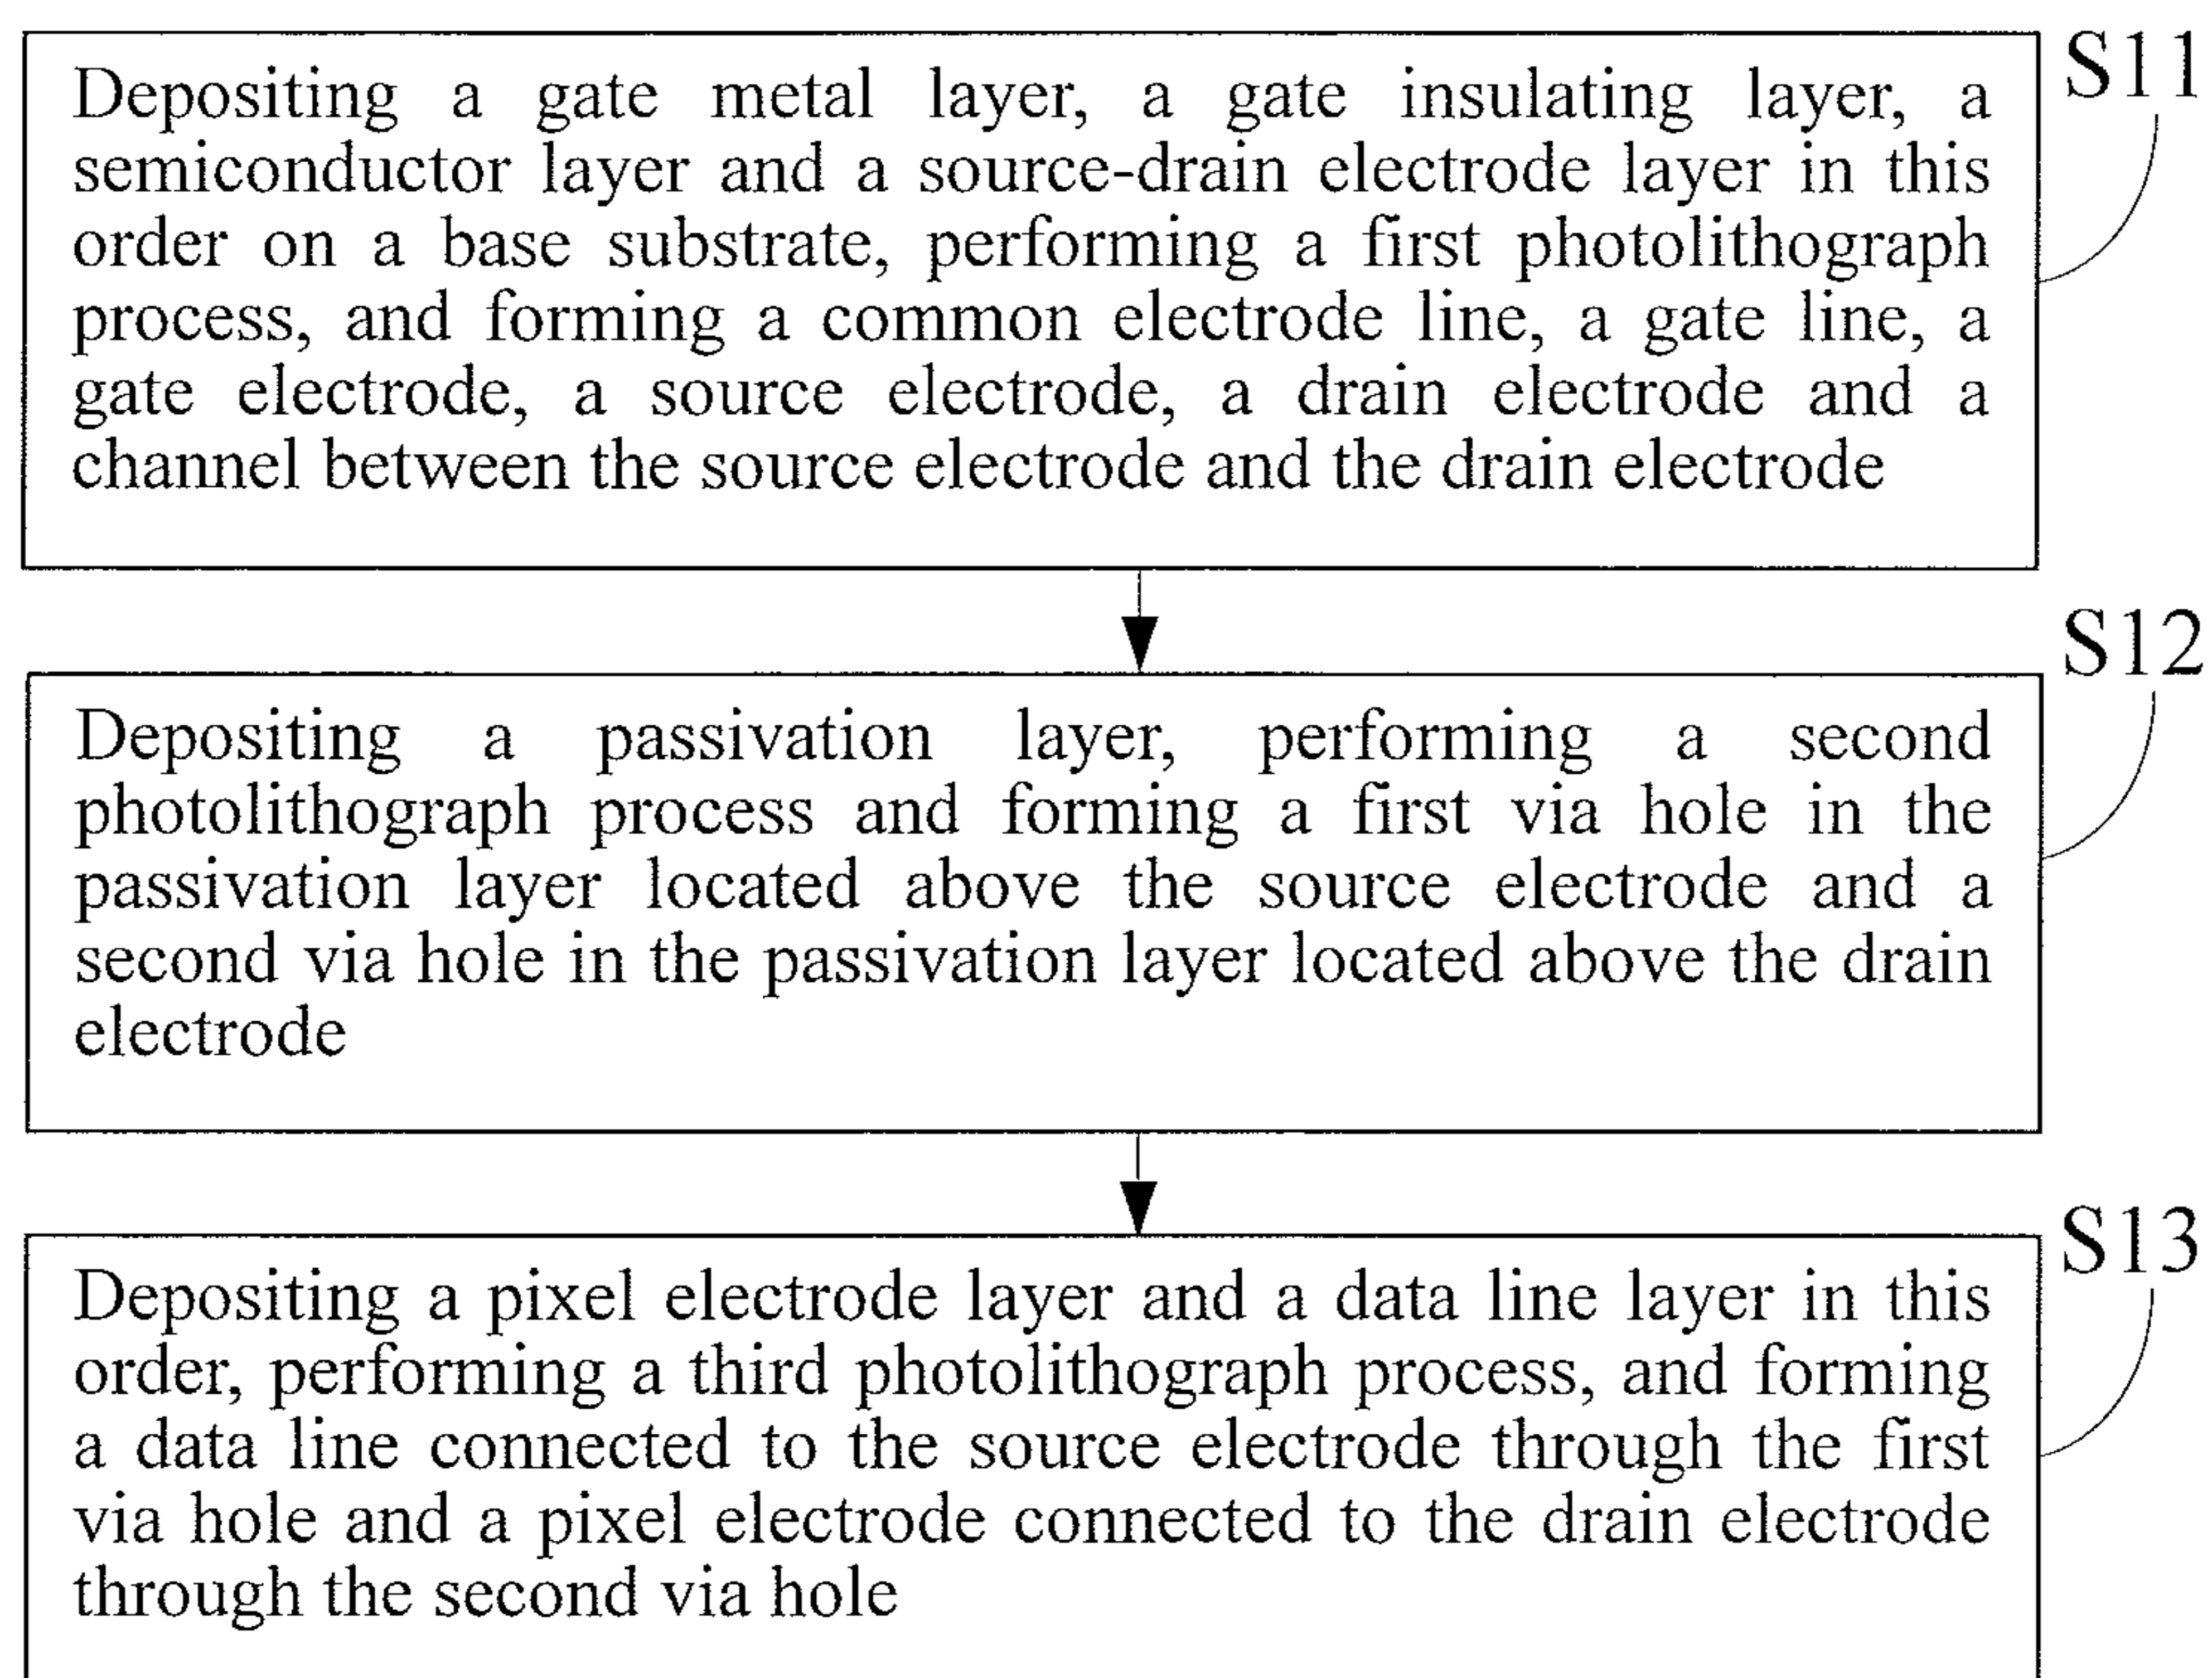 S11
Depositing a gate metal layer, a gate insulating layer, a
semiconductor layer and a source-drain electrode layer in this
order on a base substrate, performing a first photolithograph
process, and forming a common electrode line, a gate line, a
gate electrode, a source electrode, a drain electrode and a
channel between the source electrode and the drain electrode
S12
Depositing a passivation layer, performing a second
photolithograph process and forming a first via hole in the
passivation layer located above the source electrode and a
second via hole in the passivation layer located above the drain
electrode
S13
Depositing a pixel electrode layer and a data line layer in this
order, performing a third photolithograph process, and forming
a data line connected to the source electrode through the first
via hole and a pixel electrode connected to the drain electrode
through the second via hole